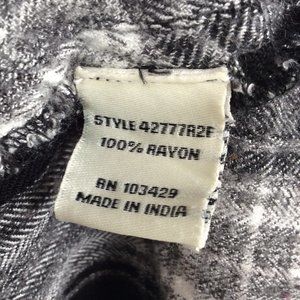 STYLE 42777R2F
100% RAYON
RN 103429
MADE IN INDIA